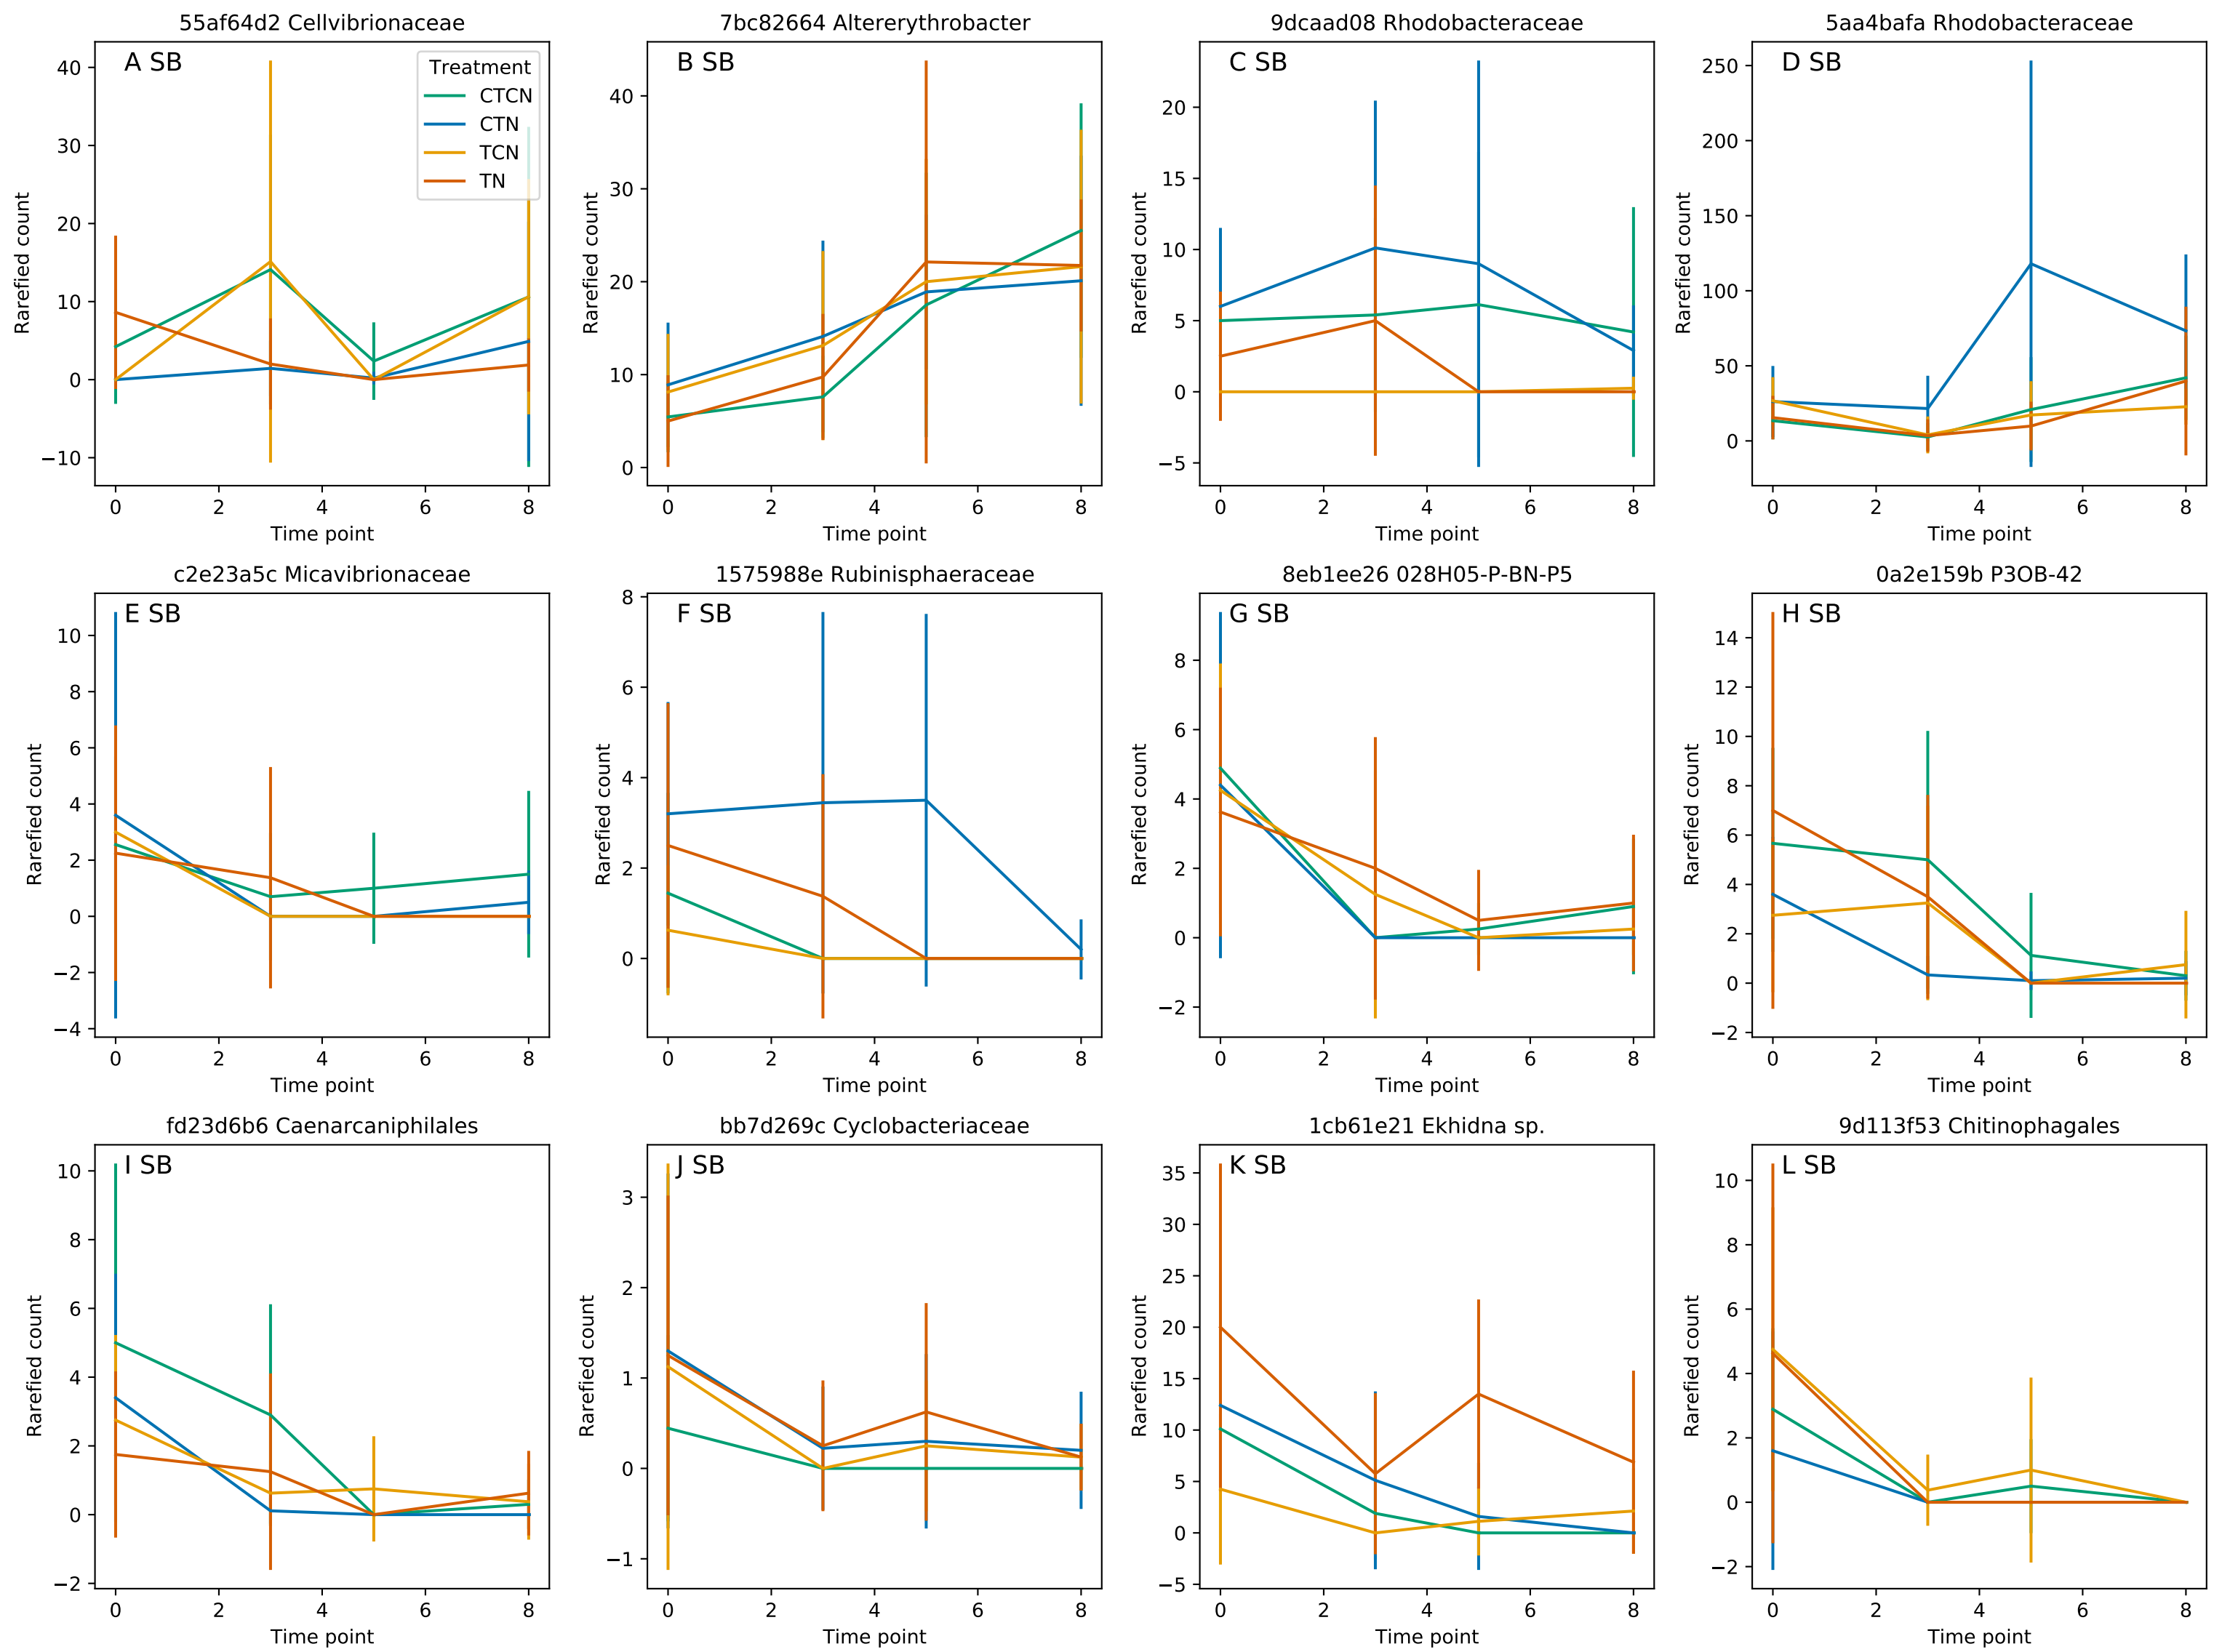 55af64d2 Cellvibrionaceae
A SB
Treatment
CTCN
CTN
TCN
TN
40
30
20
10
0
−10
Rarefied count
0 2 4 6 8
Time point
7bc82664 Altererythrobacter
B SB
40
30
20
10
0
Rarefied count
0 2 4 6 8
Time point
9dcaad08 Rhodobacteraceae
C SB
20
15
10
5
0
−5
Rarefied count
0 2 4 6 8
Time point
5aa4bafa Rhodobacteraceae
D SB
250
200
150
100
50
0
Rarefied count
0 2 4 6 8
Time point
c2e23a5c Micavibrionaceae
E SB
10
8
6
4
2
0
−2
−4
Rarefied count
0 2 4 6 8
Time point
1575988e Rubinisphaeraceae
F SB
8
6
4
2
0
Rarefied count
0 2 4 6 8
Time point
8eb1ee26 028H05-P-BN-P5
G SB
8
6
4
2
0
−2
Rarefied count
0 2 4 6 8
Time point
0a2e159b P3OB-42
H SB
14
12
10
8
6
4
2
0
−2
Rarefied count
0 2 4 6 8
Time point
fd23d6b6 Caenarcaniphilales
I SB
10
8
6
4
2
0
−2
Rarefied count
0 2 4 6 8
Time point
bb7d269c Cyclobacteriaceae
J SB
3
2
1
0
−1
Rarefied count
0 2 4 6 8
Time point
1cb61e21 Ekhidna sp.
K SB
35
30
25
20
15
10
5
0
−5
Rarefied count
0 2 4 6 8
Time point
9d113f53 Chitinophagales
L SB
10
8
6
4
2
0
−2
Rarefied count
0 2 4 6 8
Time point